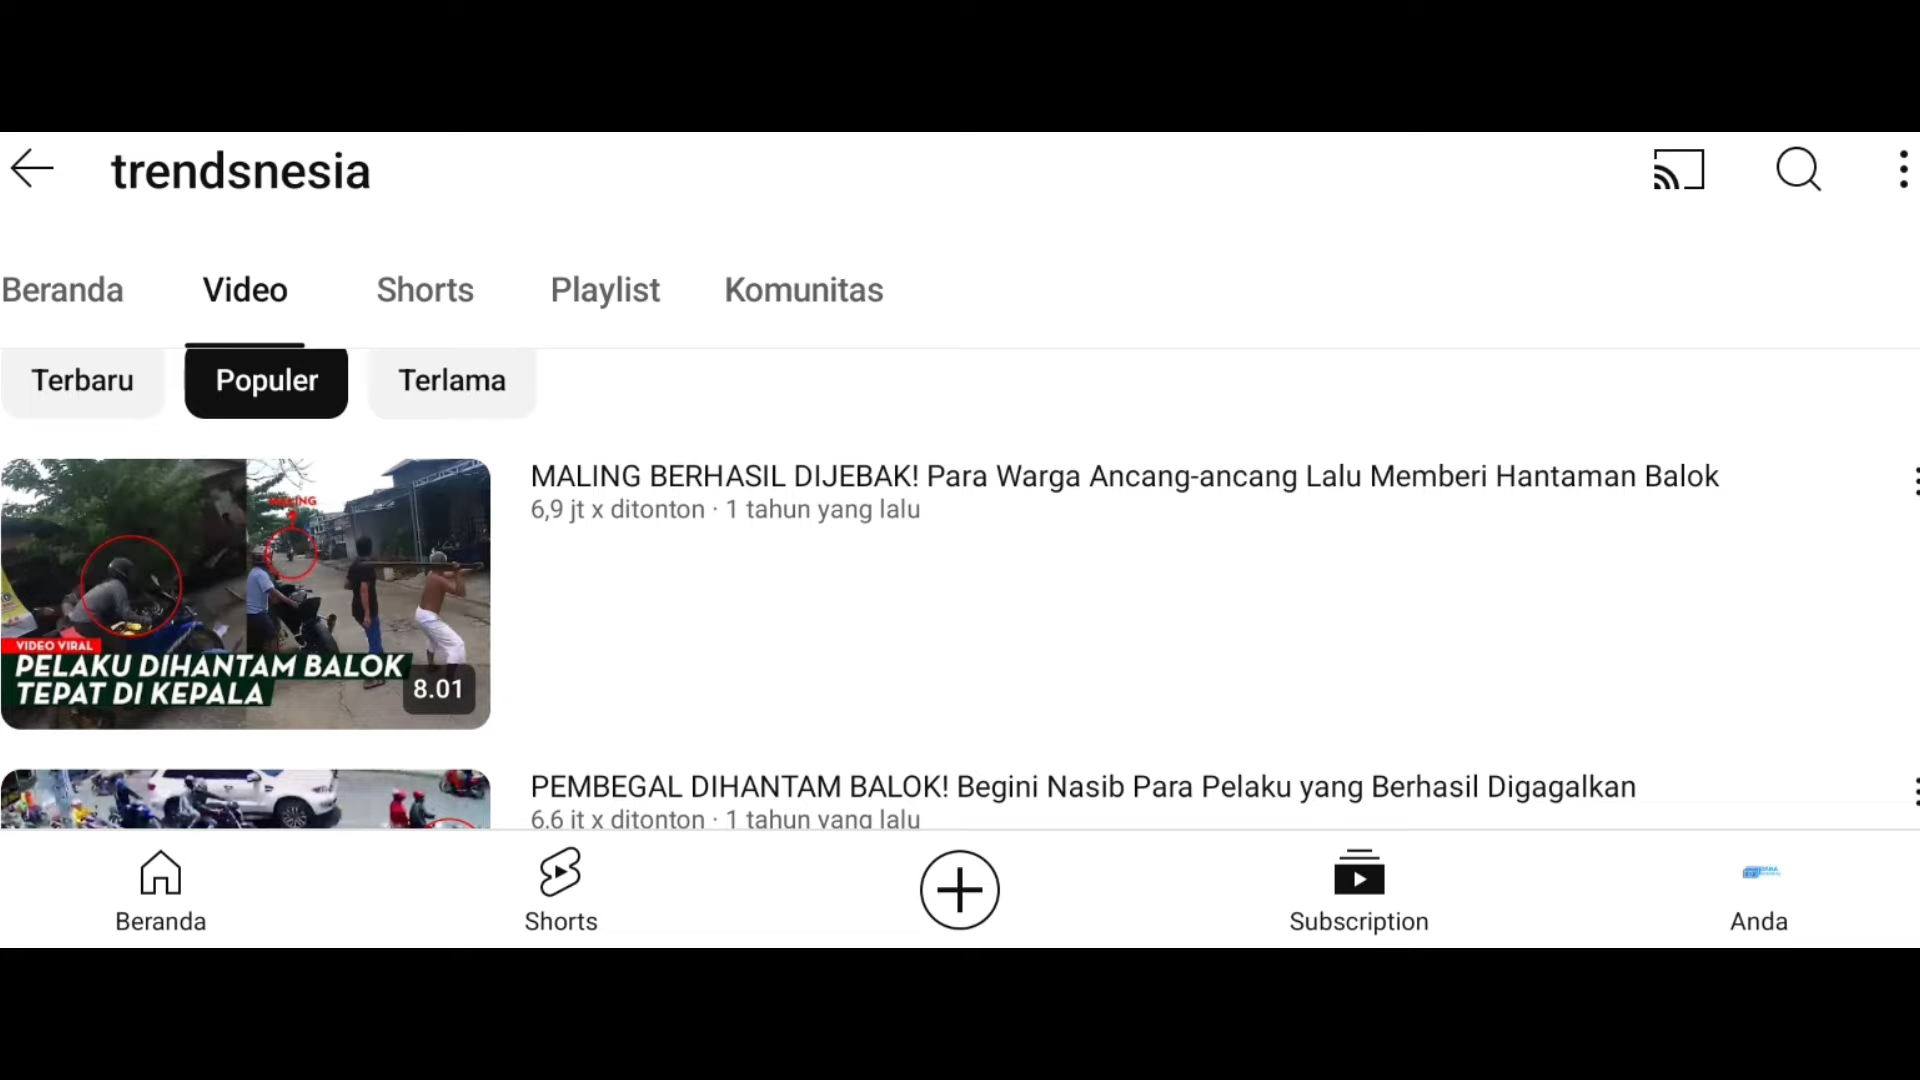 trendsnesia
Beranda Video Shorts Playlist Komunitas
Terbaru Populer Terlama
MALING
VIDEO VIRAL
PELAKU DIHANTAM BALOK
TEPAT DI KEPALA
8.01
MALING BERHASIL DIJEBAK! Para Warga Ancang-ancang Lalu Memberi Hantaman Balok
6,9 jt x ditonton · 1 tahun yang lalu
PEMBEGAL DIHANTAM BALOK! Begini Nasib Para Pelaku yang Berhasil Digagalkan
6,6 jt x ditonton · 1 tahun yang lalu
Beranda Shorts Subscription Anda